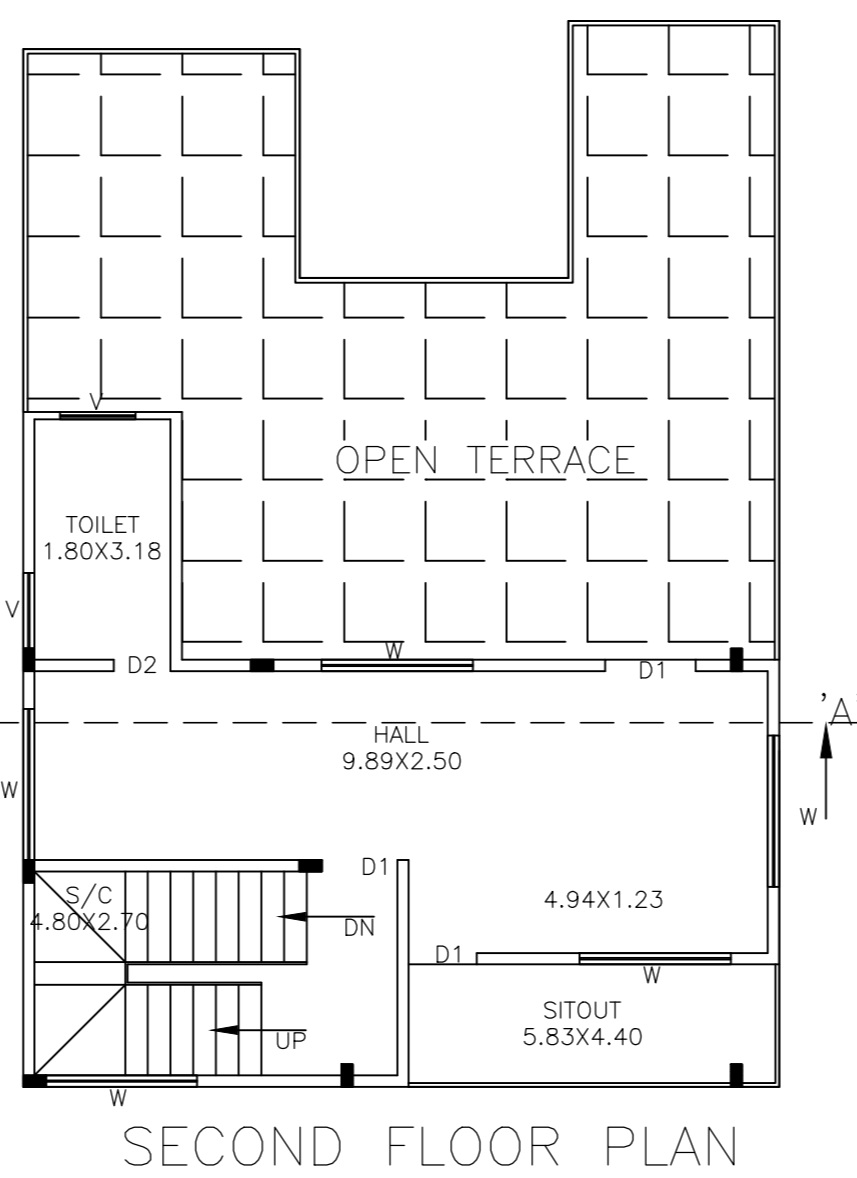 V
OPEN TERRACE
TOILET
1.80X3.18
V
D2
W
D1
'A'
HALL
9.89X2.50
W
W
D1
S/C
4.80X2.70
4.94X1.23
DN
D1
W
SITOUT
5.83X4.40
UP
W
SECOND FLOOR PLAN